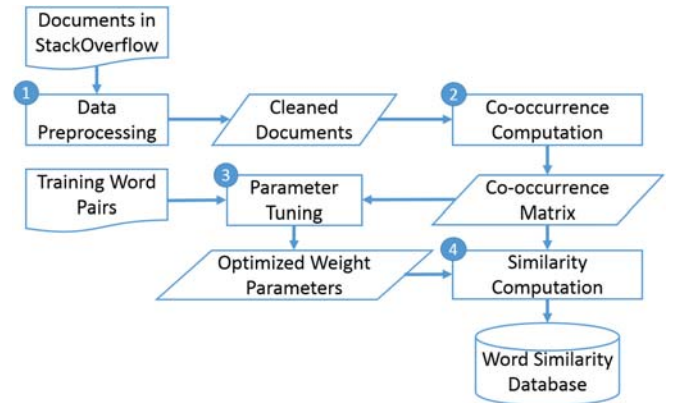 Documents in
StackOverflow
1
Data
Preprocessing
Cleaned
Documents
2
Co-occurrence
Computation
Training Word
Pairs
3
Parameter
Tuning
Co-occurrence
Matrix
Optimized Weight
Parameters
4
Similarity
Computation
Word Similarity
Database